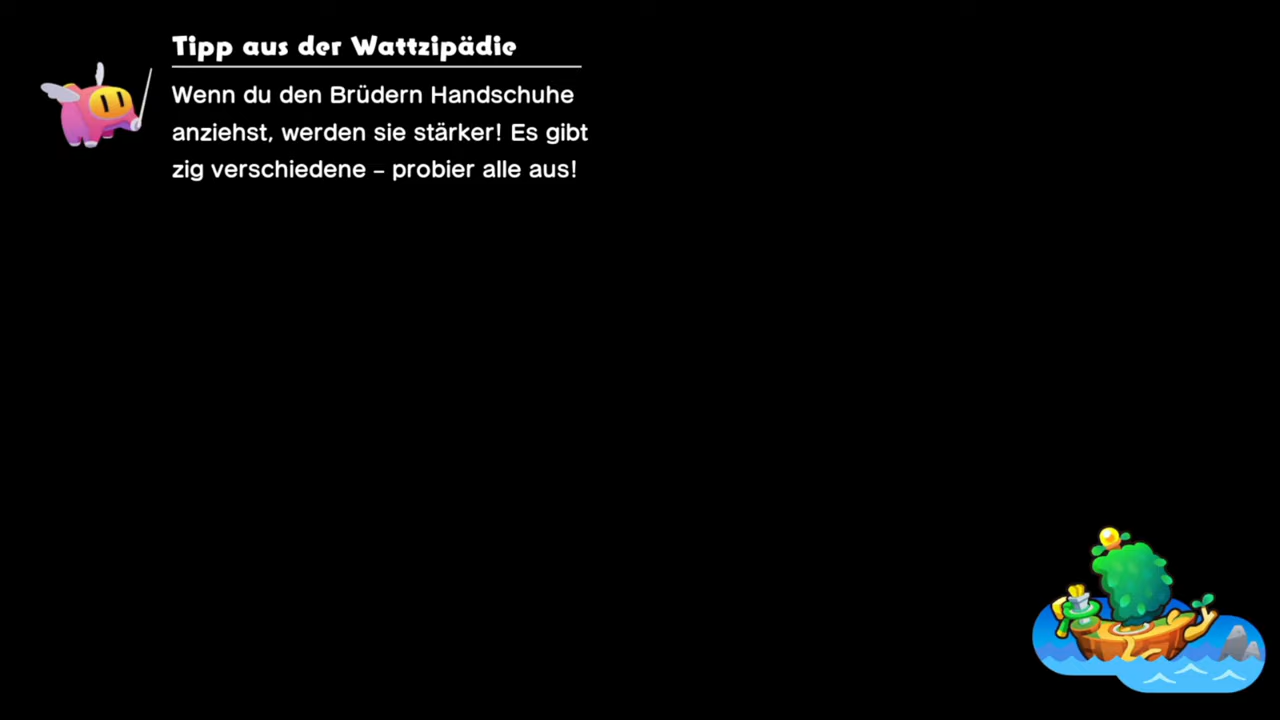 Tipp aus der Wattzipädie
Wenn du den Brüdern Handschuhe
anziehst, werden sie stärker! Es gibt
zig verschiedene – probier alle aus!